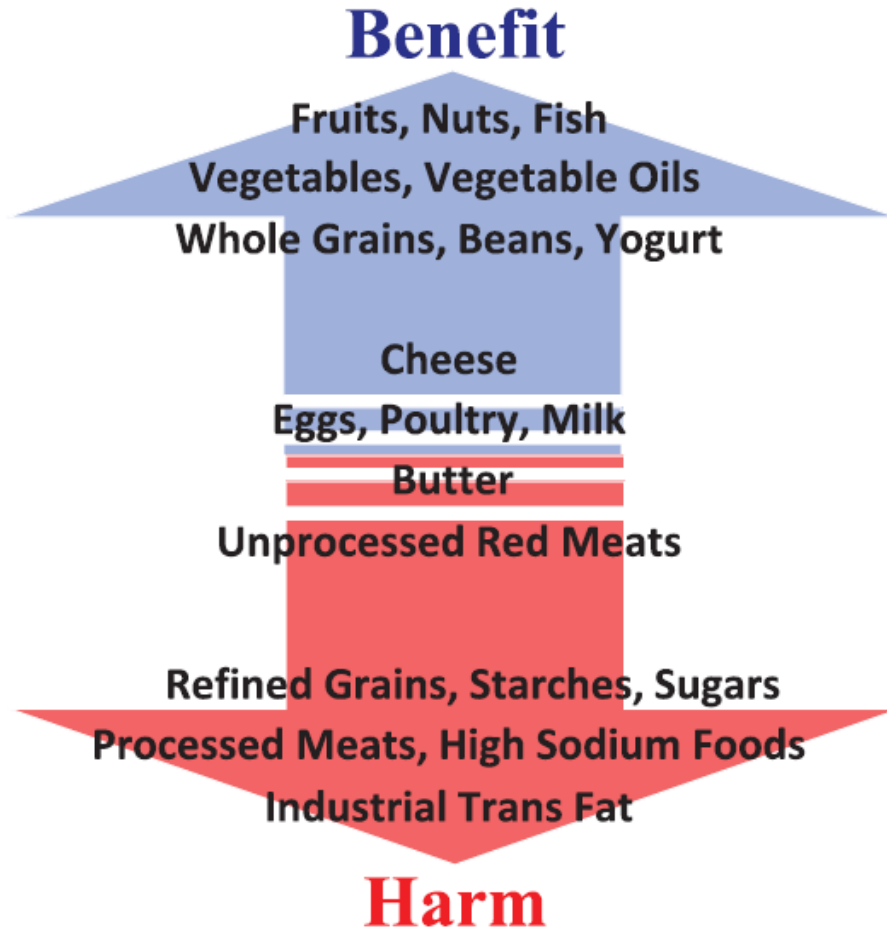 Benefit
Fruits, Nuts, Fish
Vegetables, Vegetable Oils
Whole Grains, Beans, Yogurt
Cheese
Eggs, Poultry, Milk
Butter
Unprocessed Red Meats
Refined Grains, Starches, Sugars
Processed Meats, High Sodium Foods
Industrial Trans Fat
Harm